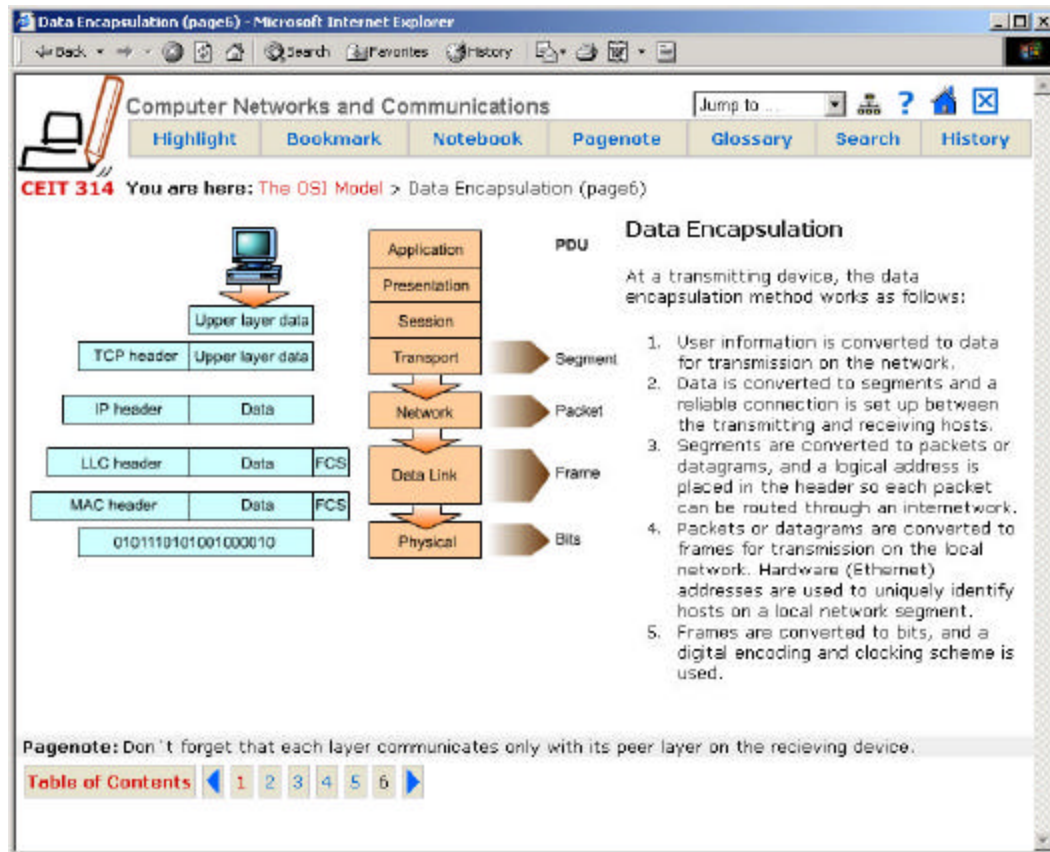 Data Encapsulation (page6) - Microsoft Internet Explorer
Back Search Favorites History
Computer Networks and Communications
Jump to ...
Highlight Bookmark Notebook Pagenote Glossary Search History
CEIT 314 You are here: The OSI Model > Data Encapsulation (page6)
Application
Presentation
Session
Transport
Network
Data Link
Physical
PDU
Segment
Packet
Frame
Bits
Upper layer data
TCP header Upper layer data
IP header Data
LLC header Data FCS
MAC header Data FCS
0101110101001000010
Data Encapsulation
At a transmitting device, the data
encapsulation method works as follows:
1. User information is converted to data
for transmission on the network.
2. Data is converted to segments and a
reliable connection is set up between
the transmitting and receiving hosts.
3. Segments are converted to packets or
datagrams, and a logical address is
placed in the header so each packet
can be routed through an internetwork.
4. Packets or datagrams are converted to
frames for transmission on the local
network. Hardware (Ethernet)
addresses are used to uniquely identify
hosts on a local network segment.
5. Frames are converted to bits, and a
digital encoding and clocking scheme is
used.
Pagenote: Don`t forget that each layer communicates only with its peer layer on the recieving device.
Table of Contents 1 2 3 4 5 6